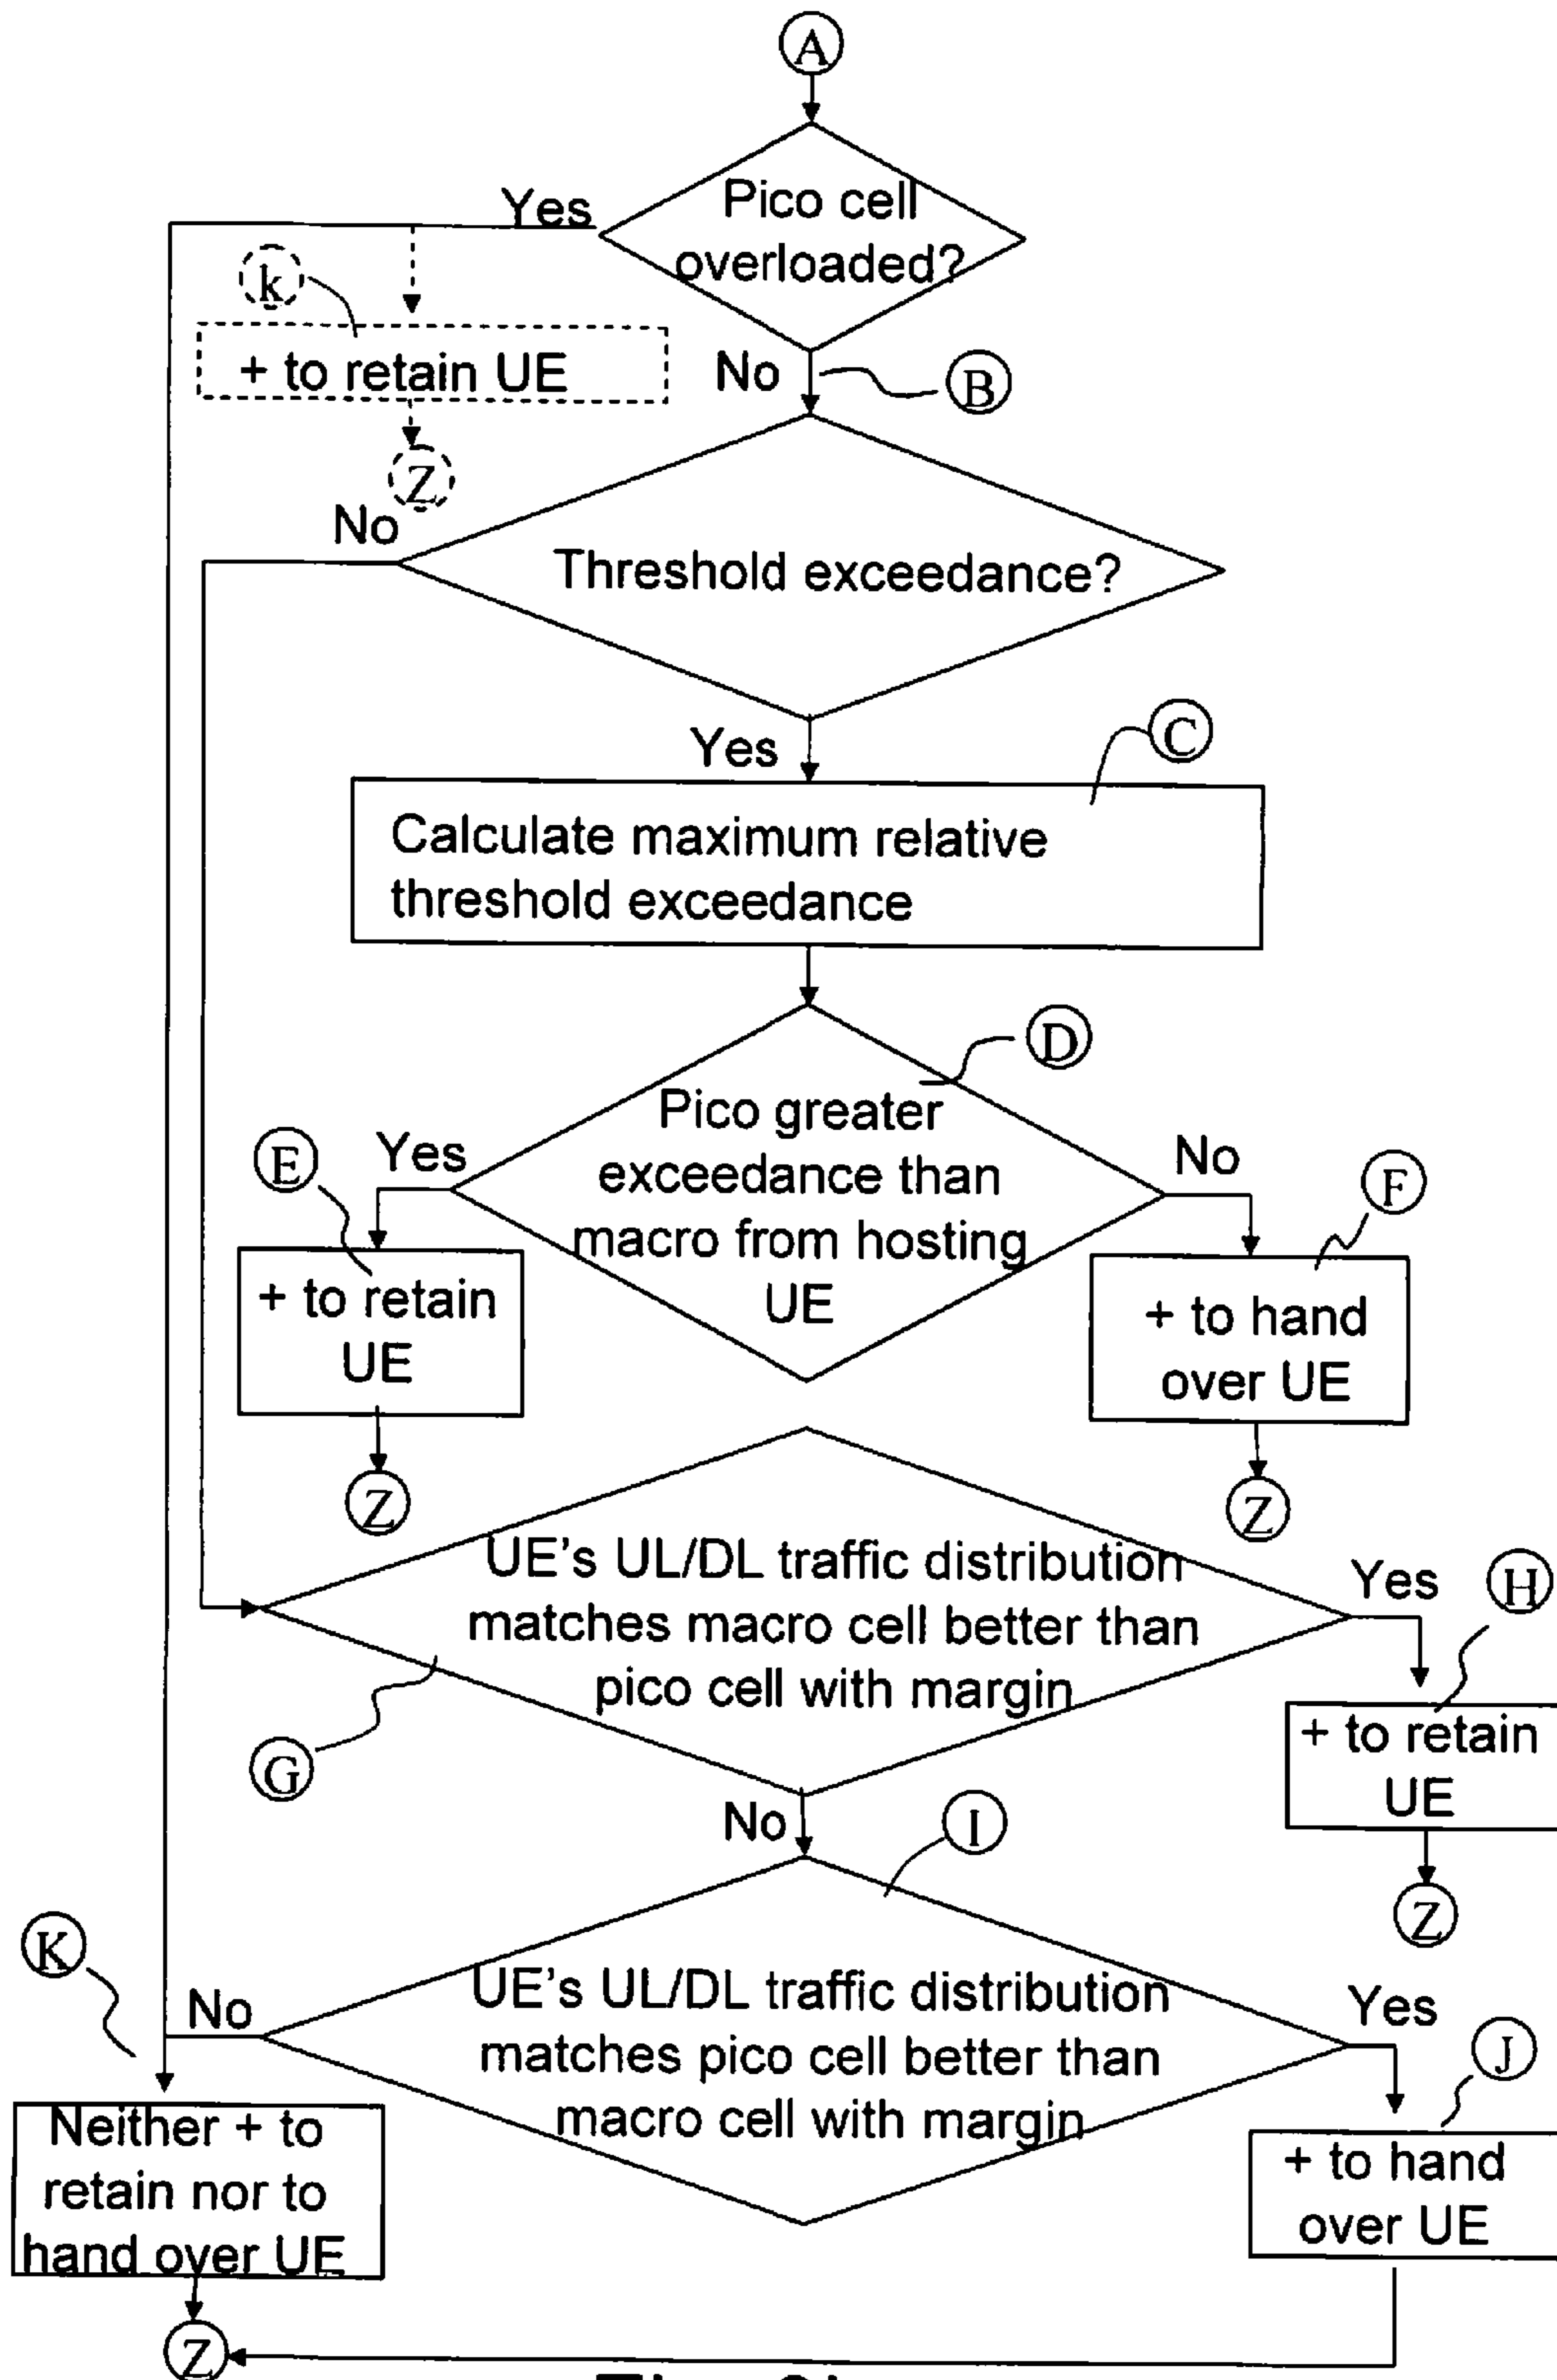 A
Pico cell
overloaded?
Yes
k
+ to retain UE
Z
No
B
No
Threshold exceedance?
Yes
C
Calculate maximum relative
threshold exceedance
D
Pico greater
exceedance than
macro from hosting
UE
Yes
E
+ to retain
UE
Z
No
F
+ to hand
over UE
Z
UE's UL/DL traffic distribution
matches macro cell better than
pico cell with margin
G
Yes
H
+ to retain
UE
Z
No
I
UE's UL/DL traffic distribution
matches pico cell better than
macro cell with margin
K
No
Neither + to
retain nor to
hand over UE
Z
Yes
J
+ to hand
over UE